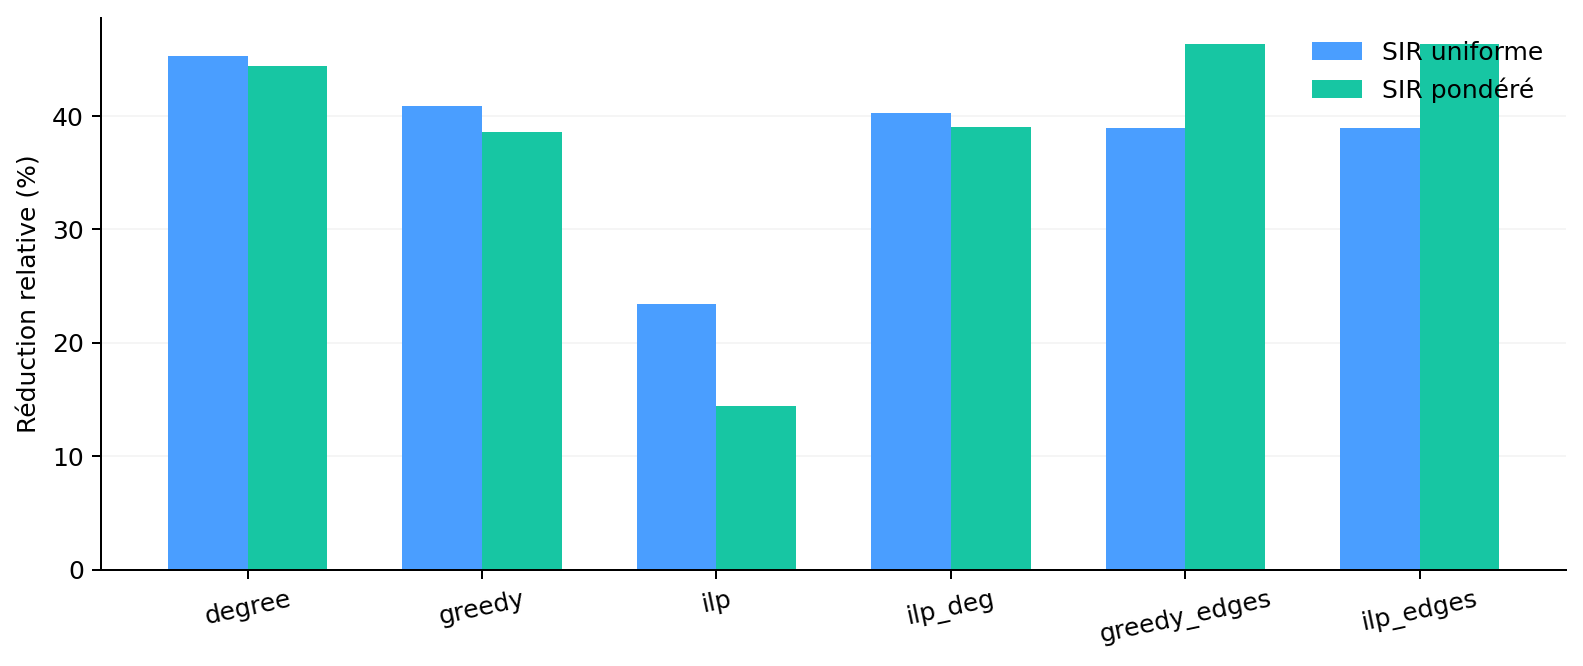 Réduction relative (%)
40
30
20
10
0
SIR uniforme
SIR pondéré
degree
greedy
ilp
ilp_deg
greedy_edges
ilp_edges